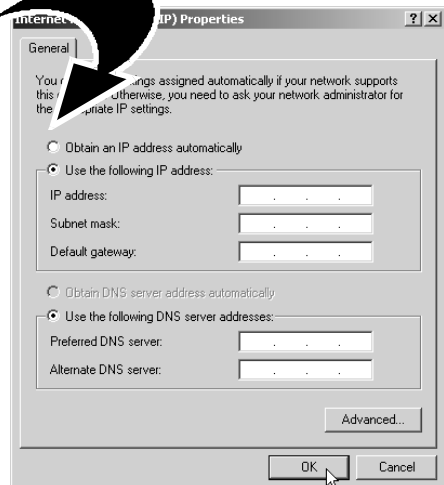 Internet IP) Properties
General
You ings assigned automatically if your network supports
this Otherwise, you need to ask your network administrator for
the priate IP settings.
Obtain an IP address automatically
Use the following IP address:
IP address:
Subnet mask:
Default gateway:
Obtain DNS server address automatically
Use the following DNS server addresses:
Preferred DNS server:
Alternate DNS server:
Advanced...
OK Cancel